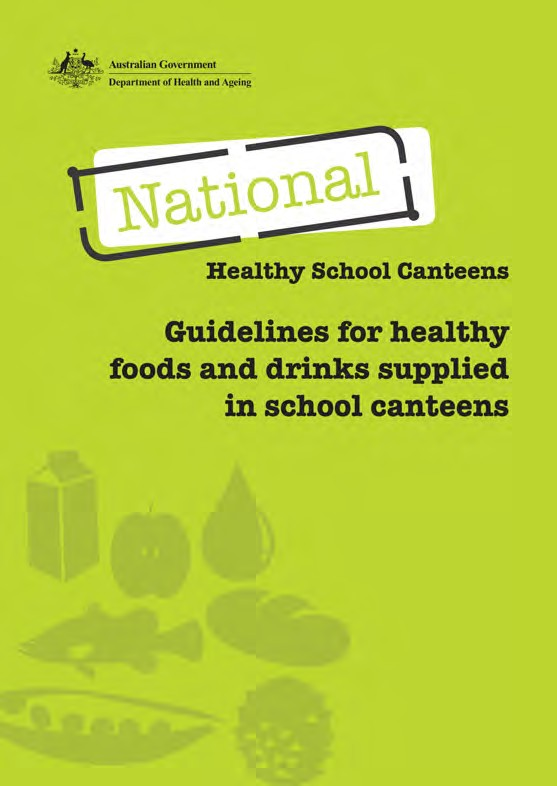 Australian Government
Department of Health and Ageing
National
Healthy School Canteens
Guidelines for healthy
foods and drinks supplied
in school canteens